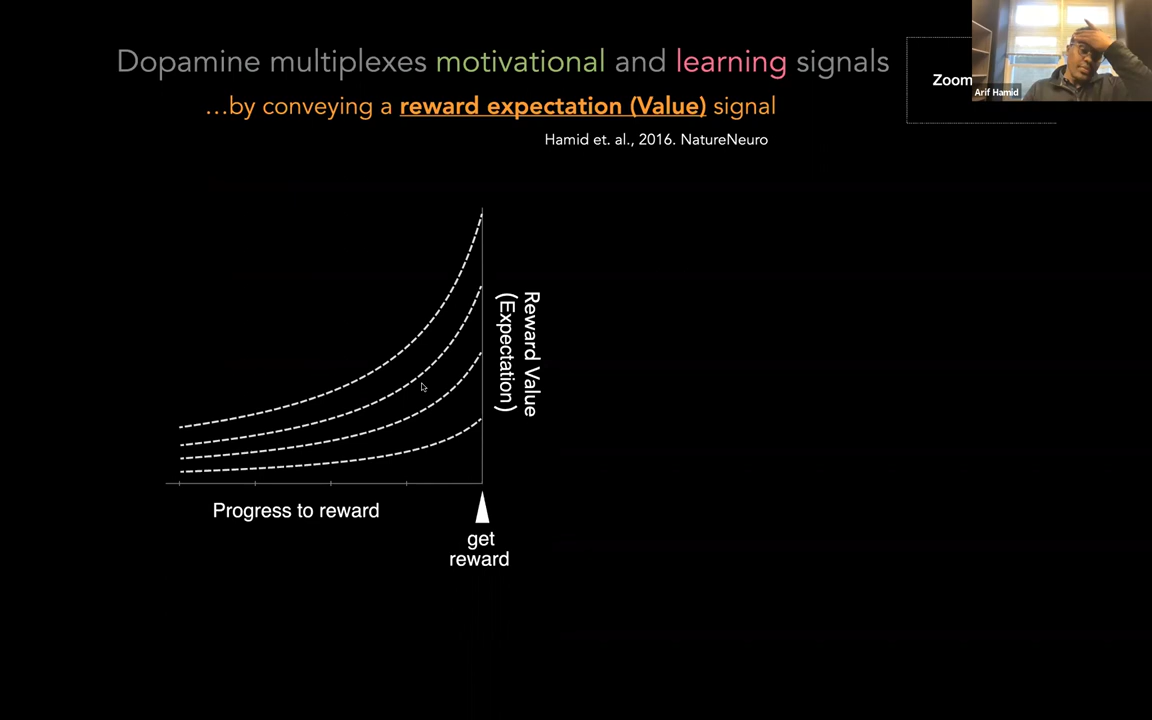 Dopamine multiplexes motivational and learning signals
...by conveying a reward expectation (Value) signal
Hamid et. al., 2016. NatureNeuro
Zoom
Arif Hamid
Reward Value
(Expectation)
Progress to reward
get
reward